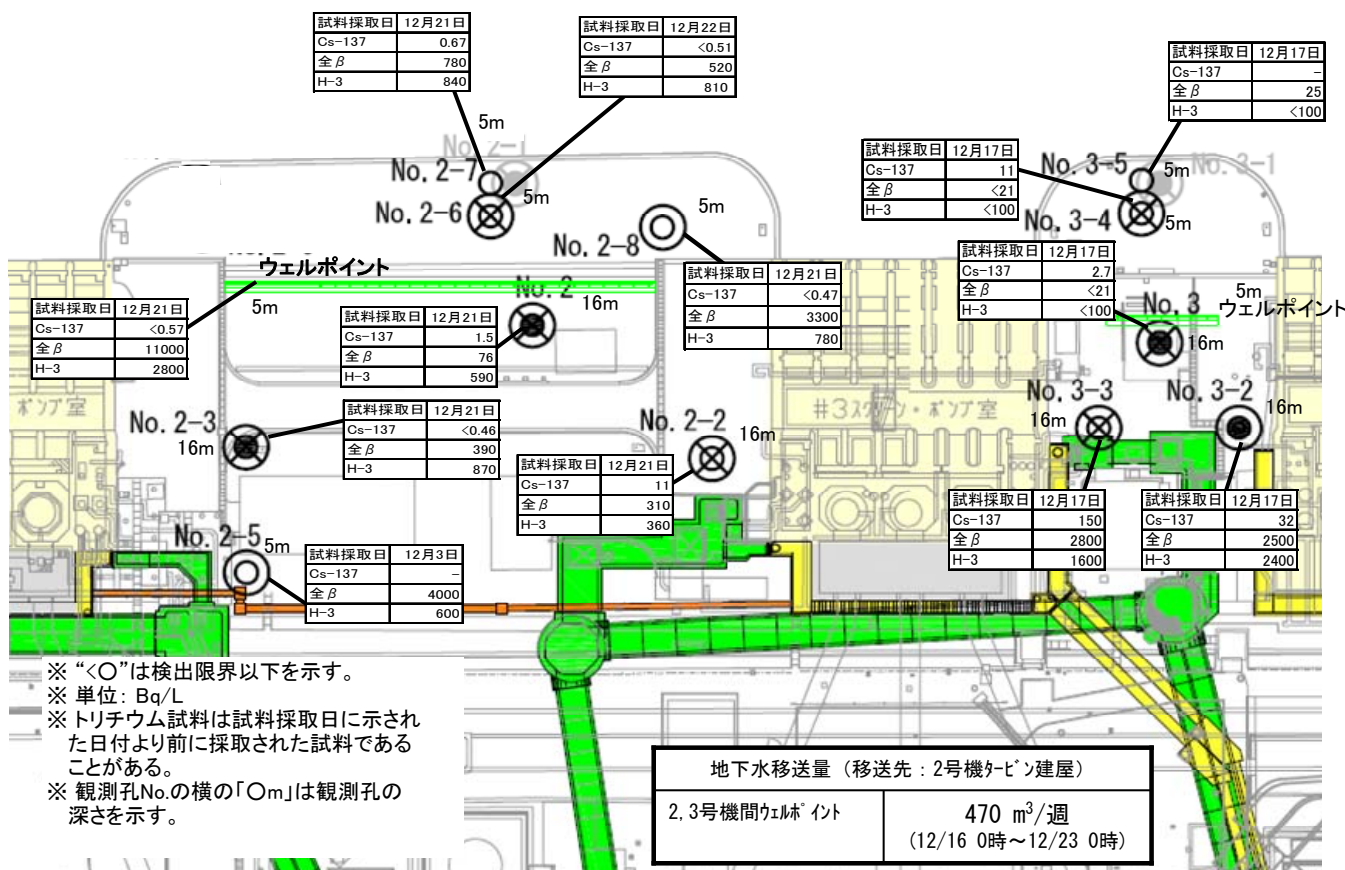 試料採取日 12月21日
Cs-137 0.67
全β 780
H-3 840
試料採取日 12月22日
Cs-137 <0.51
全β 520
H-3 810
試料採取日 12月17日
Cs-137 -
全β 25
H-3 <100
5m
No. 2-1
No. 2-7
5m
No. 2-6
No. 2-8
5m
試料採取日 12月17日
Cs-137 11
全β <21
H-3 <100
No. 3-5
5m
No. 3-1
No. 3-4
5m
ウェルポイント
5m
No. 2
16m
試料採取日 12月21日
Cs-137 <0.57
全β 11000
H-3 2800
試料採取日 12月21日
Cs-137 1.5
全β 76
H-3 590
試料採取日 12月21日
Cs-137 <0.47
全β 3300
H-3 780
試料採取日 12月17日
Cs-137 2.7
全β <21
H-3 <100
No. 3
5m
ウェルポイント
16m
ポンプ室
No. 2-3
16m
試料採取日 12月21日
Cs-137 <0.46
全β 390
H-3 870
No. 2-2
16m
#3スクリーン・ポンプ室
No. 3-3
16m
No. 3-2
16m
試料採取日 12月21日
Cs-137 11
全β 310
H-3 360
試料採取日 12月17日
Cs-137 150
全β 2800
H-3 1600
試料採取日 12月17日
Cs-137 32
全β 2500
H-3 2400
No. 2-5
5m
試料採取日 12月3日
Cs-137 -
全β 4000
H-3 600
※ “<〇”は検出限界以下を示す。
※ 単位: Bq/L
※ トリチウム試料は試料採取日に示され
た日付より前に採取された試料である
ことがある。
※ 観測孔No.の横の「〇m」は観測孔の
深さを示す。
地下水移送量 (移送先:2号機タービン建屋)
2,3号機間ウェルポイント 470 m³/週
(12/16 0時~12/23 0時)